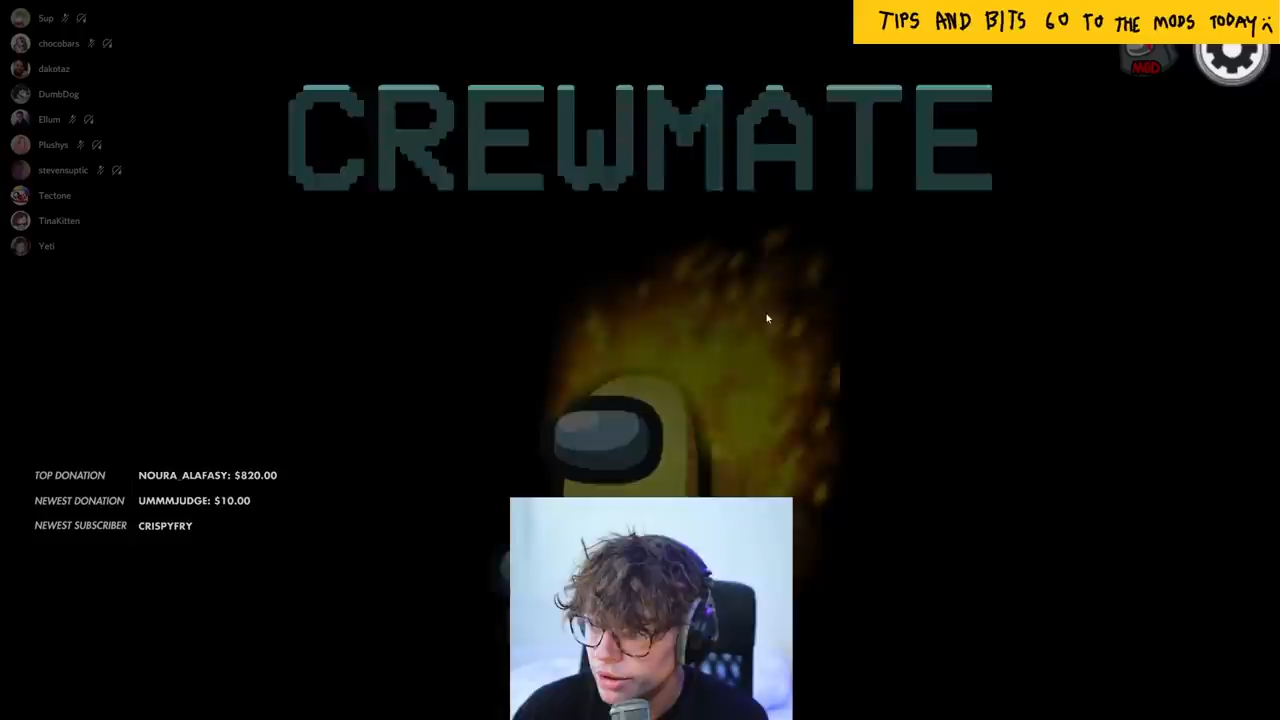 TIPS AND BITS GO TO THE MODS TODAY :(
MOD
CREWMATE
Sup
chocobars
dakotaz
DumbDog
Ellum
Plushys
stevensuptic
Tectone
TinaKitten
Yeti
TOP DONATION NOURA_ALAFASY: $820.00
NEWEST DONATION UMMMJUDGE: $10.00
NEWEST SUBSCRIBER CRISPYFRY